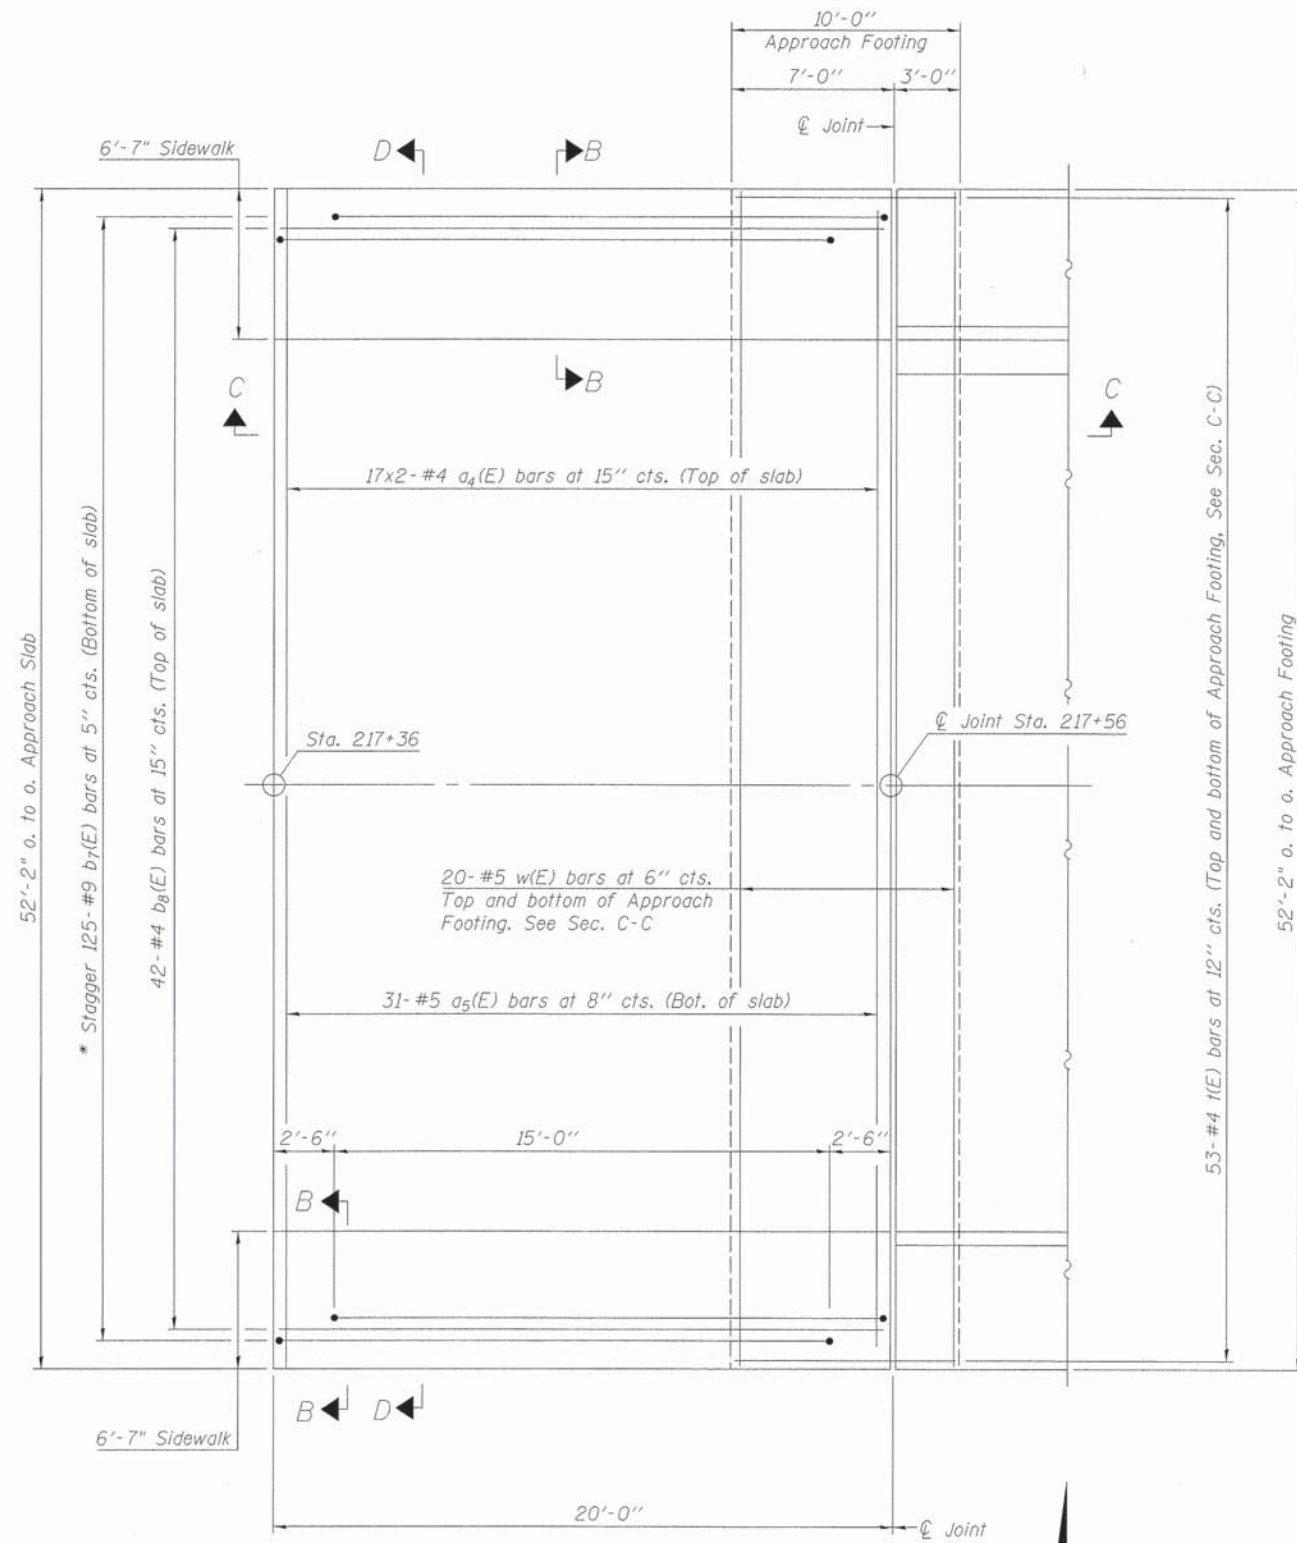 10'-0"
Approach Footing
7'-0" 3'-0"
℄ Joint
6'-7" Sidewalk
D B
B
C C
17x2-#4 a₄(E) bars at 15" cts. (Top of slab)
52'-2" o. to o. Approach Slab
* Stagger 125-#9 b₇(E) bars at 5" cts. (Bottom of slab)
42-#4 b₈(E) bars at 15" cts. (Top of slab)
Sta. 217+36
℄ Joint Sta. 217+56
53-#4 t(E) bars at 12" cts. (Top and bottom of Approach Footing, See Sec. C-C)
52'-2" o. to o. Approach Footing
20-#5 w(E) bars at 6" cts.
Top and bottom of Approach
Footing. See Sec. C-C
31-#5 a₅(E) bars at 8" cts. (Bot. of slab)
2'-6" 15'-0" 2'-6"
B
B D
6'-7" Sidewalk
20'-0"
℄ Joint